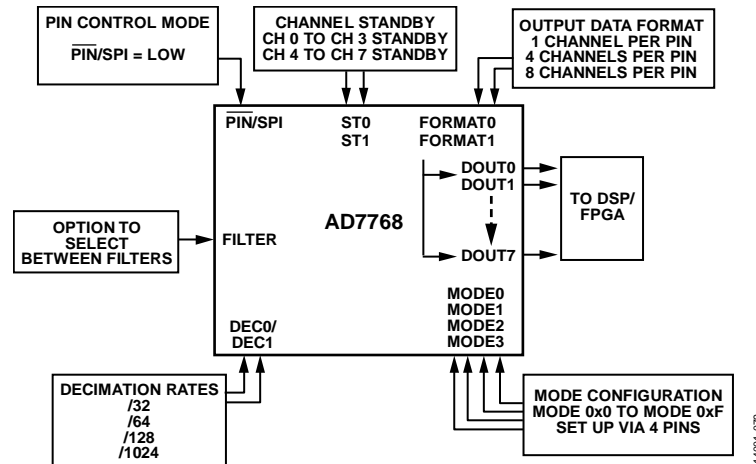 PIN CONTROL MODE
PIN/SPI = LOW
CHANNEL STANDBY
CH 0 TO CH 3 STANDBY
CH 4 TO CH 7 STANDBY
OUTPUT DATA FORMAT
1 CHANNEL PER PIN
4 CHANNELS PER PIN
8 CHANNELS PER PIN
PIN/SPI
ST0
ST1
FORMAT0
FORMAT1
DOUT0
DOUT1
DOUT7
TO DSP/
FPGA
AD7768
OPTION TO
SELECT
BETWEEN FILTERS
FILTER
DEC0/
DEC1
MODE0
MODE1
MODE2
MODE3
DECIMATION RATES
/32
/64
/128
/1024
MODE CONFIGURATION
MODE 0x0 TO MODE 0xF
SET UP VIA 4 PINS